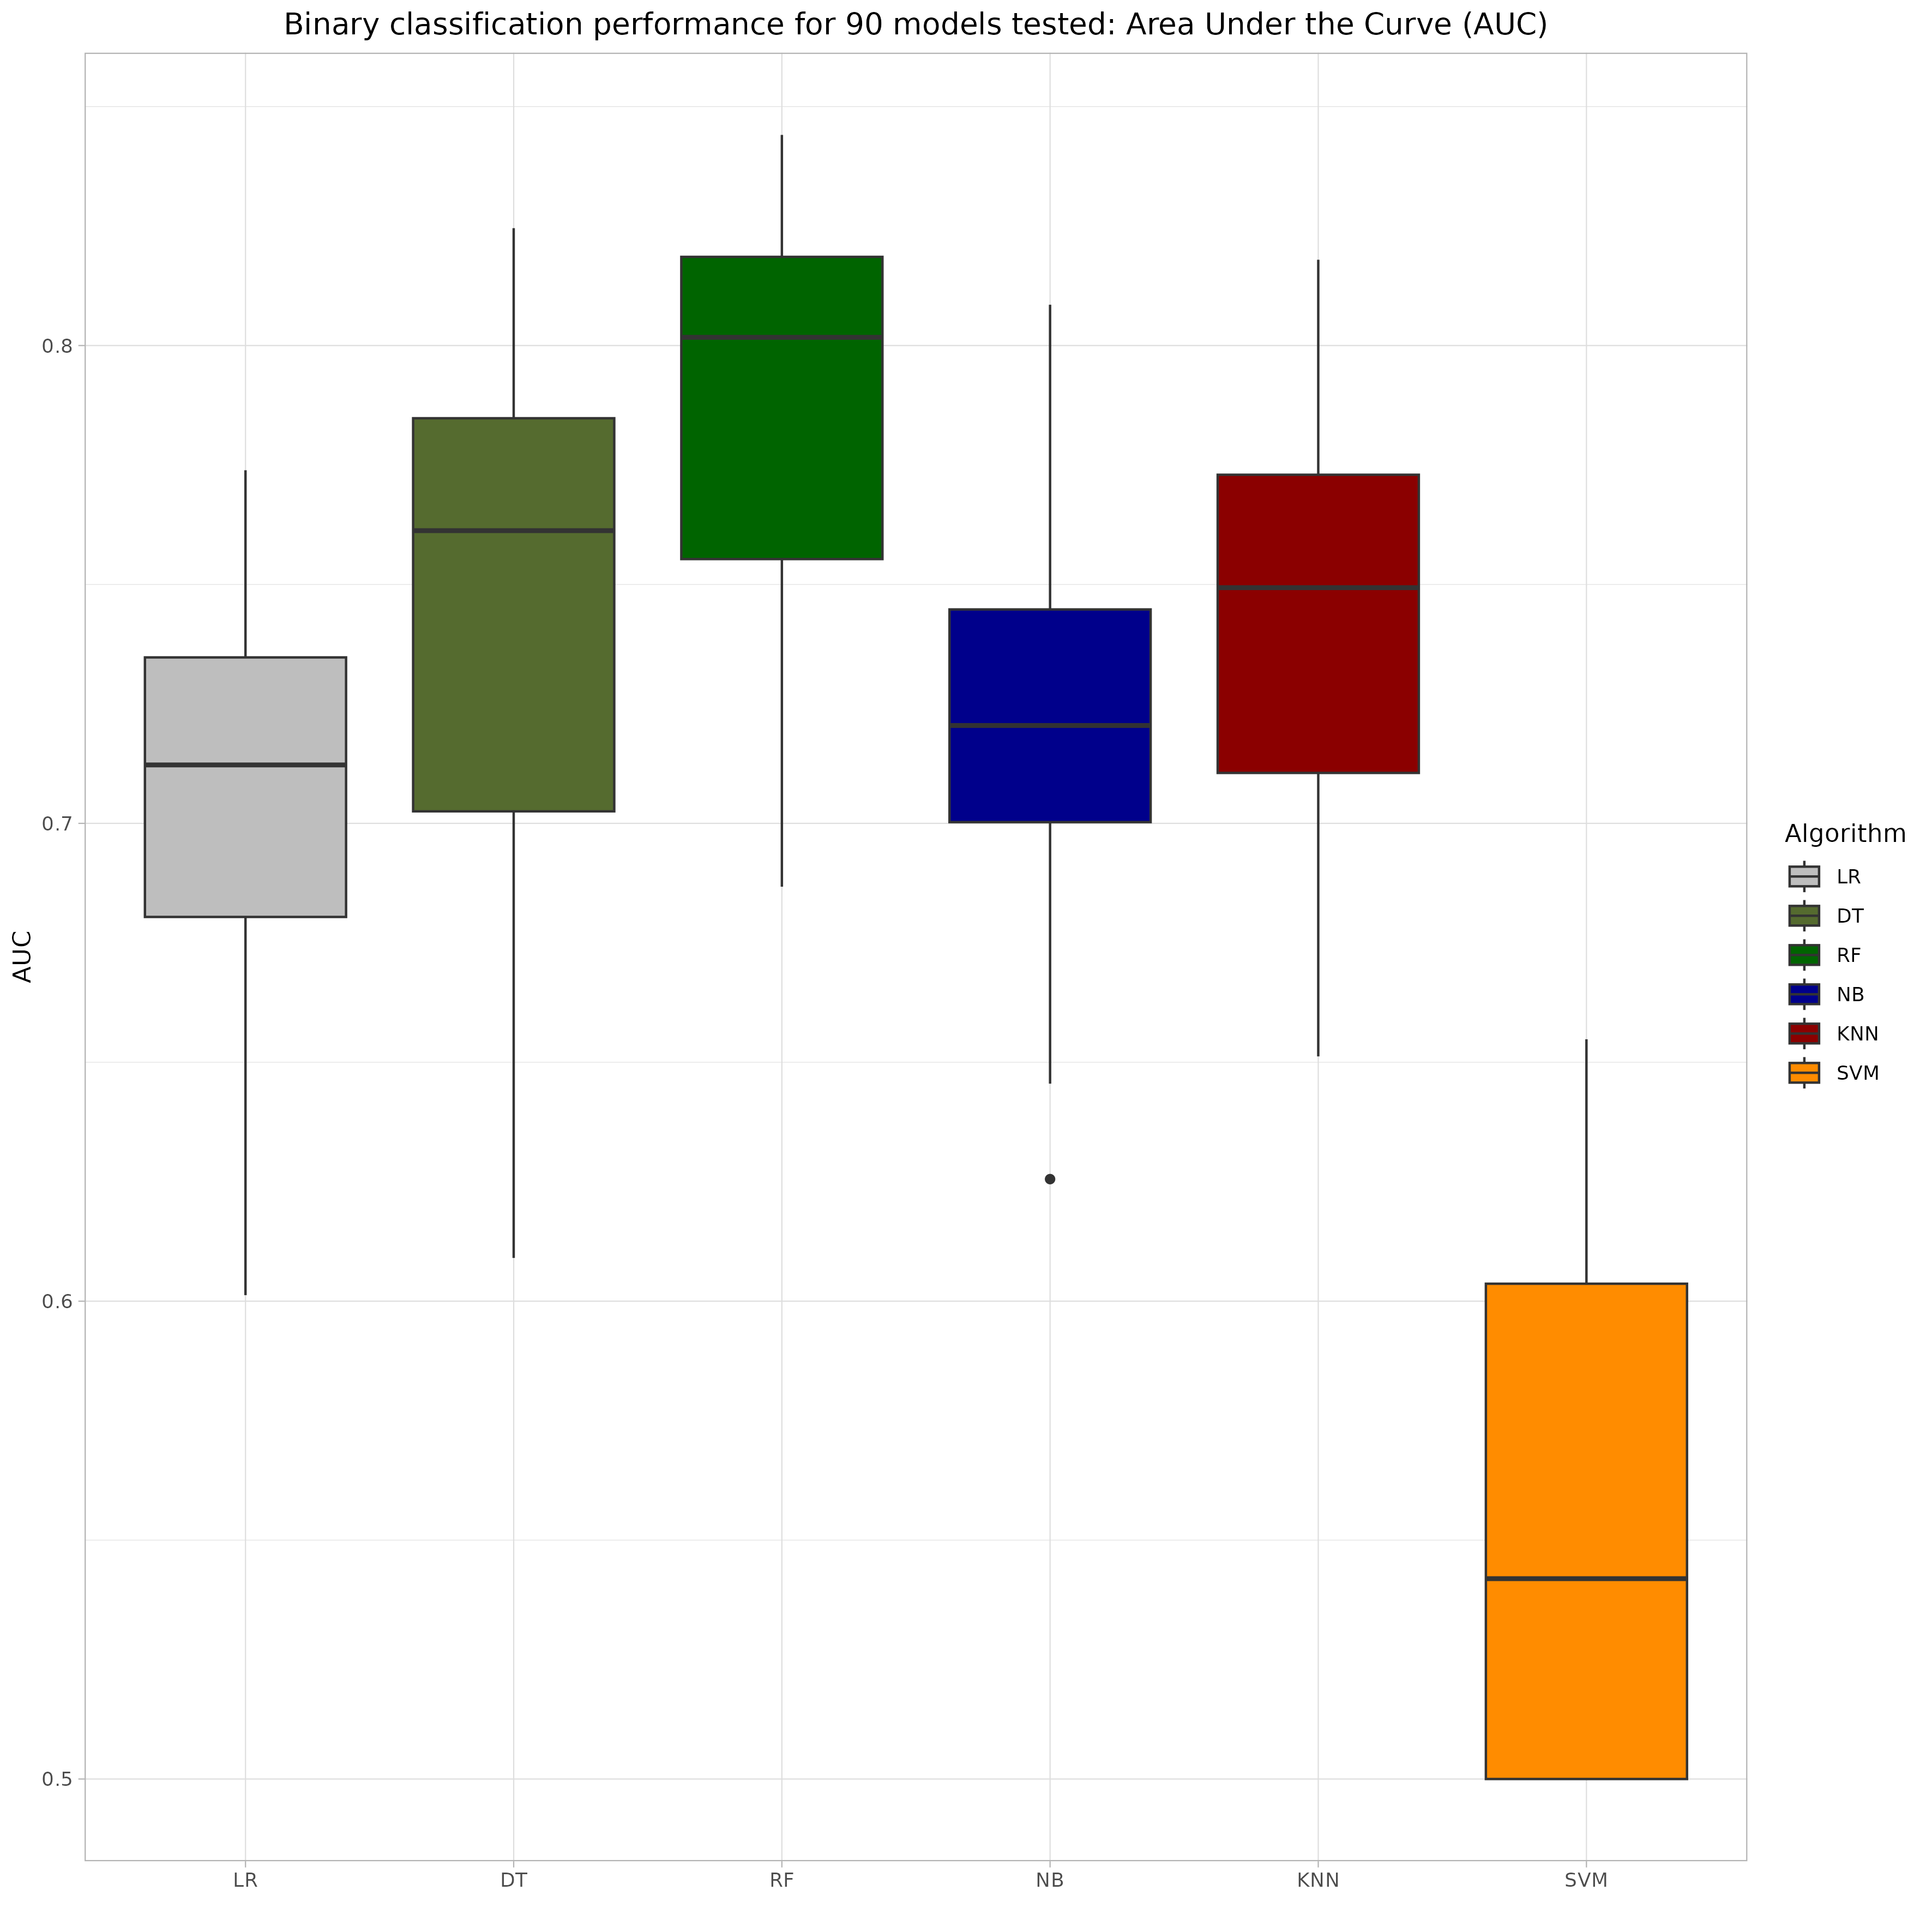 Binary classification performance for 90 models tested: Area Under the Curve (AUC)
AUC
0.8
0.7
0.6
0.5
LR
DT
RF
NB
KNN
SVM
Algorithm
LR
DT
RF
NB
KNN
SVM